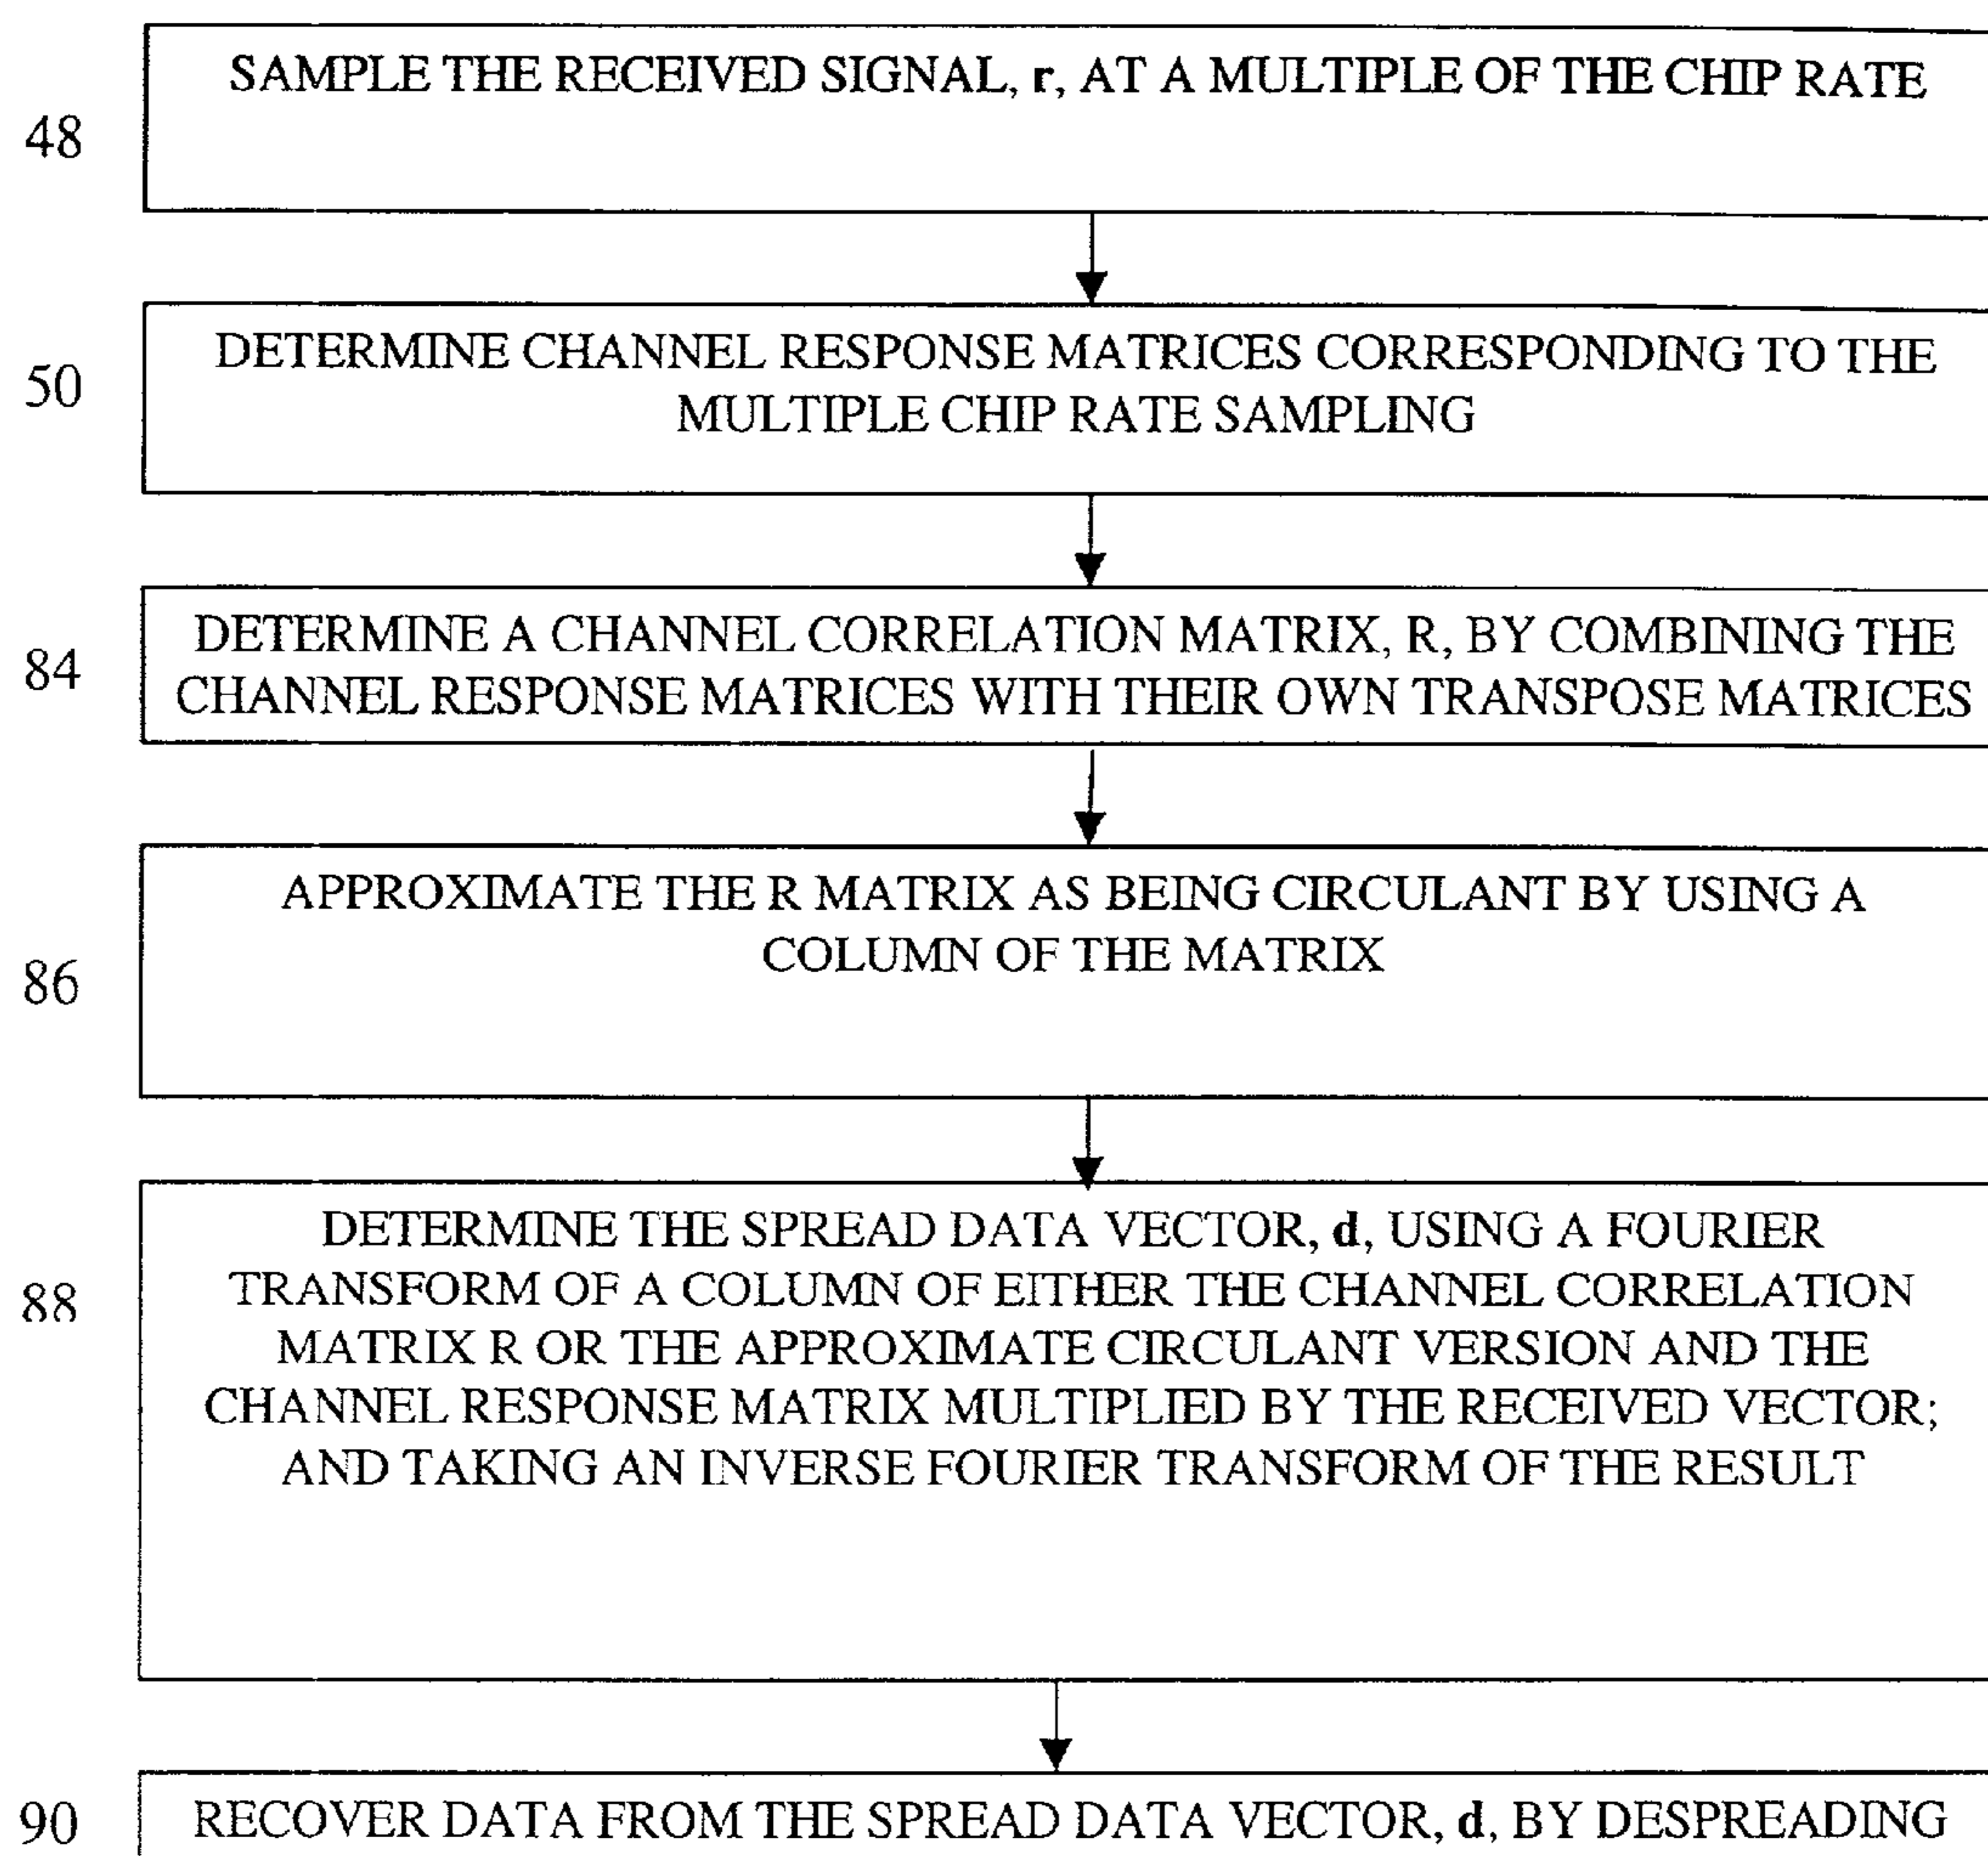 SAMPLE THE RECEIVED SIGNAL, r, AT A MULTIPLE OF THE CHIP RATE
48
DETERMINE CHANNEL RESPONSE MATRICES CORRESPONDING TO THE
50
MULTIPLE CHIP RATE SAMPLING
DETERMINE A CHANNEL CORRELATION MATRIX, R, BY COMBINING THE
84
CHANNEL RESPONSE MATRICES WITH THEIR OWN TRANSPOSE MATRICES
APPROXIMATE THE R MATRIX AS BEING CIRCULANT BY USING A
COLUMN OF THE MATRIX
86
DETERMINE THE SPREAD DATA VECTOR, d, USING A FOURIER
TRANSFORM OF A COLUMN OF EITHER THE CHANNEL CORRELATION
88
MATRIX R OR THE APPROXIMATE CIRCULANT VERSION AND THE
CHANNEL RESPONSE MATRIX MULTIPLIED BY THE RECEIVED VECTOR;
AND TAKING AN INVERSE FOURIER TRANSFORM OF THE RESULT
90
RECOVER DATA FROM THE SPREAD DATA VECTOR, d, BY DESPREADING